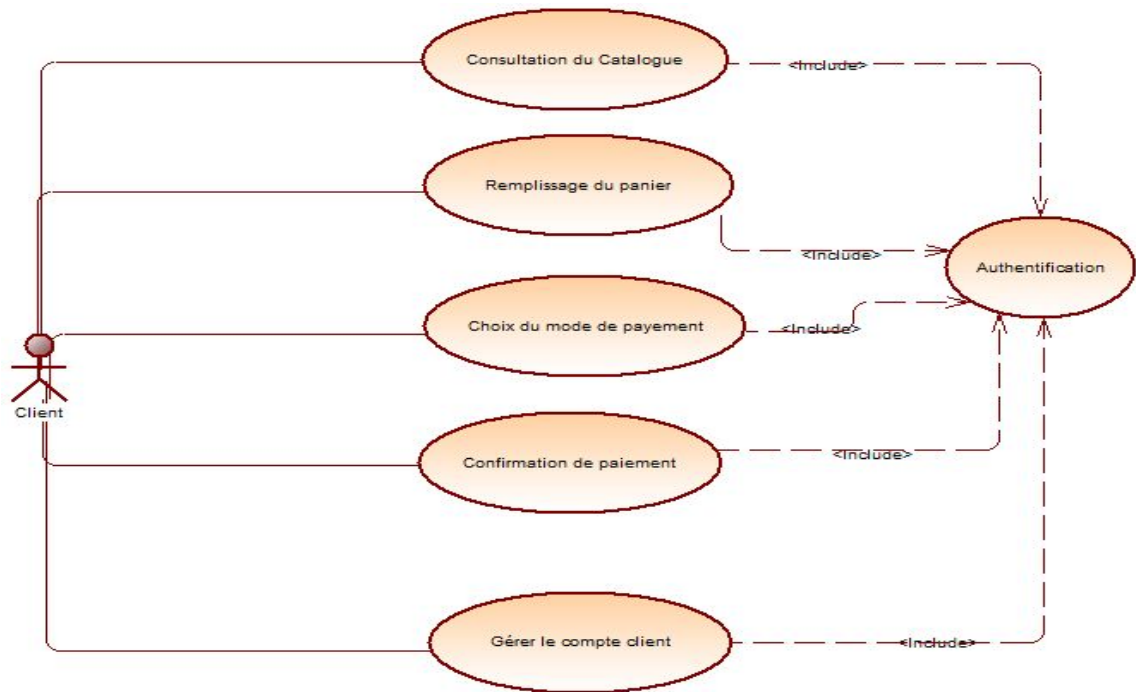 Consultation du Catalogue
<Include>
Remplissage du panier
<Include>
Authentification
Choix du mode de payement
<Include>
Client
Confirmation de paiement
<Include>
Gérer le compte client
<Include>